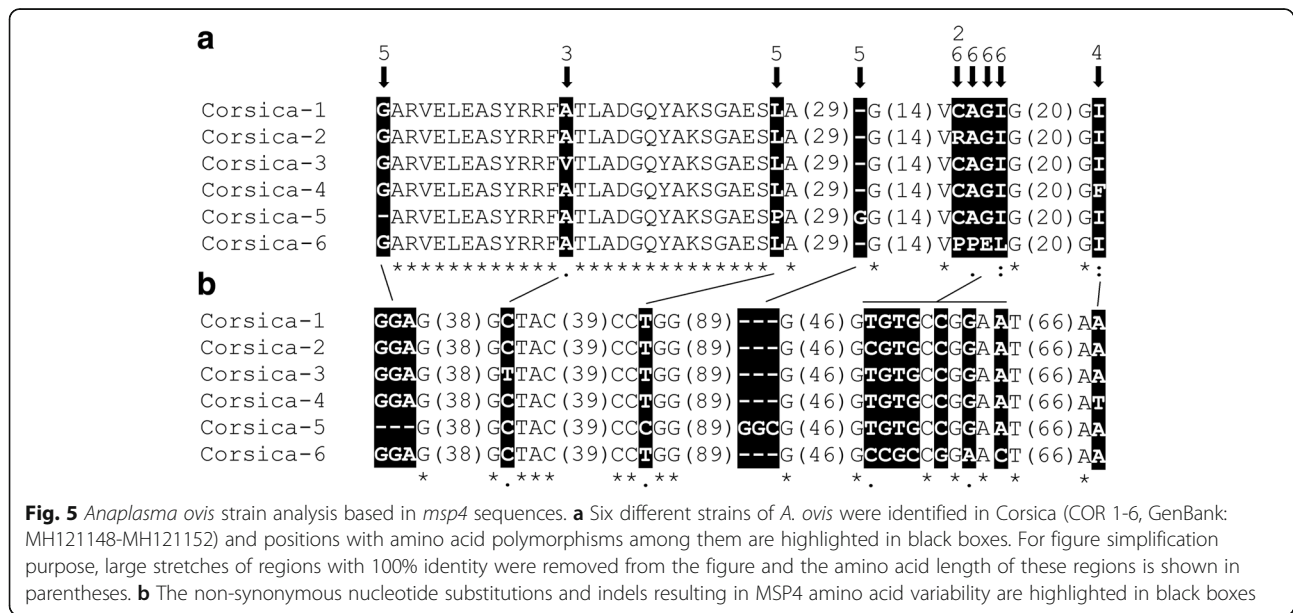 a
2
5 3 5 5 6 6 6 6 4
Corsica-1 GARVELEASYRRFATLADGQYAKSGAESLA(29)-G(14)VCAGIG(20)GI
Corsica-2 GARVELEASYRRFATLADGQYAKSGAESLA(29)-G(14)VRAGIG(20)GI
Corsica-3 GARVELEASYRRFVTLADGQYAKSGAESLA(29)-G(14)VCAGIG(20)GI
Corsica-4 GARVELEASYRRFATLADGQYAKSGAESLA(29)-G(14)VCAGIG(20)GF
Corsica-5 -ARVELEASYRRFATLADGQYAKSGAESPA(29)GG(14)VCAGIG(20)GI
Corsica-6 GARVELEASYRRFATLADGQYAKSGAESLA(29)-G(14)VPPELG(20)GI
************.************** * * * . :* *:
b
Corsica-1 GGAG(38)GCTAC(39)CCTGG(89)---G(46)GTGTGCCGGAAT(66)AA
Corsica-2 GGAG(38)GCTAC(39)CCTGG(89)---G(46)GCGTGCCGGAAT(66)AA
Corsica-3 GGAG(38)GTTAC(39)CCTGG(89)---G(46)GTGTGCCGGAAT(66)AA
Corsica-4 GGAG(38)GCTAC(39)CCTGG(89)---G(46)GTGTGCCGGAAT(66)AT
Corsica-5 ---G(38)GCTAC(39)CCCGG(89)GGCG(46)GTGTGCCGGAAT(66)AA
Corsica-6 GGAG(38)GCTAC(39)CCTGG(89)---G(46)GCCGCCGGAACT(66)AA
* *.*** **.** * *. * *.* * *
Fig. 5 Anaplasma ovis strain analysis based in msp4 sequences. a Six different strains of A. ovis were identified in Corsica (COR 1-6, GenBank:
MH121148-MH121152) and positions with amino acid polymorphisms among them are highlighted in black boxes. For figure simplification
purpose, large stretches of regions with 100% identity were removed from the figure and the amino acid length of these regions is shown in
parentheses. b The non-synonymous nucleotide substitutions and indels resulting in MSP4 amino acid variability are highlighted in black boxes